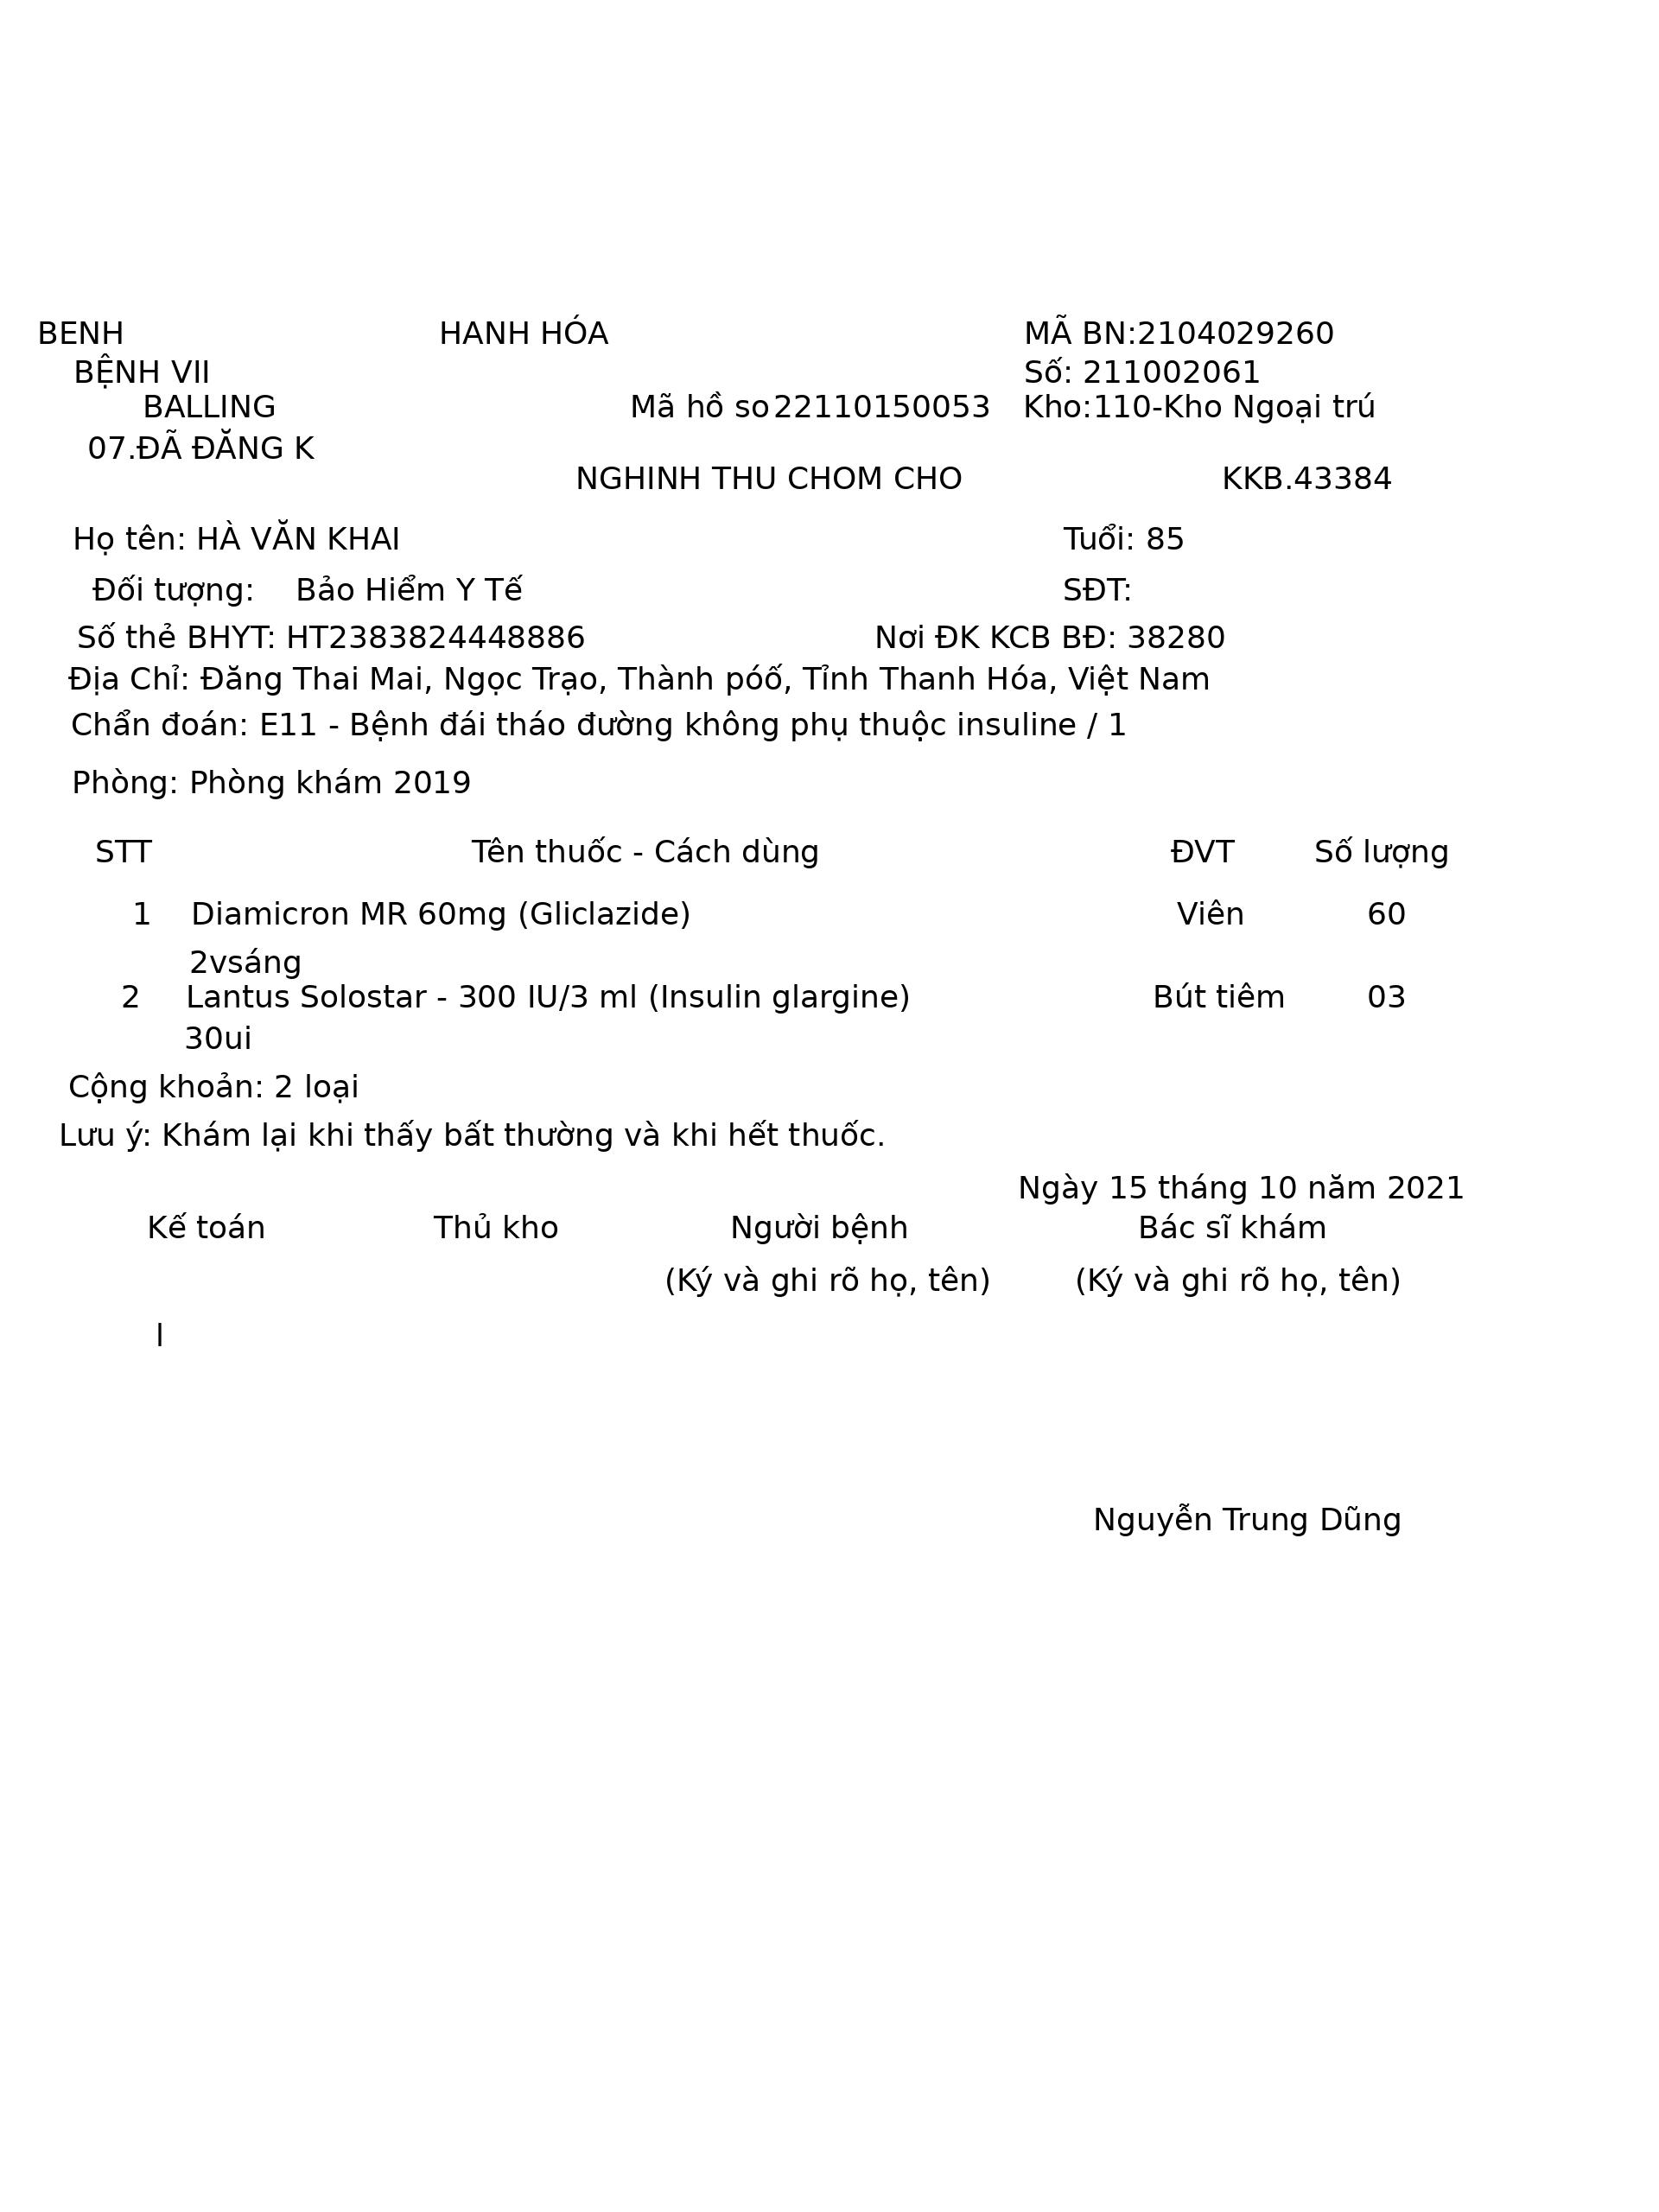 BENH HANH HÓA MÃ BN:2104029260
BỆNH VII Số: 211002061
BALLING Mã hồ so 22110150053 Kho:110-Kho Ngoại trú
07.ĐÃ ĐĂNG K
NGHINH THU CHOM CHO KKB.43384
Họ tên: HÀ VĂN KHAI Tuổi: 85
Đối tượng: Bảo Hiểm Y Tế SĐT:
Số thẻ BHYT: HT2383824448886 Nơi ĐK KCB BĐ: 38280
Địa Chỉ: Đăng Thai Mai, Ngọc Trạo, Thành póố, Tỉnh Thanh Hóa, Việt Nam
Chẩn đoán: E11 - Bệnh đái tháo đường không phụ thuộc insuline / 1
Phòng: Phòng khám 2019
STT Tên thuốc - Cách dùng ĐVT Số lượng
1 Diamicron MR 60mg (Gliclazide) Viên 60
2vsáng
2 Lantus Solostar - 300 IU/3 ml (Insulin glargine) Bút tiêm 03
30ui
Cộng khoản: 2 loại
Lưu ý: Khám lại khi thấy bất thường và khi hết thuốc.
Ngày 15 tháng 10 năm 2021
Kế toán Thủ kho Người bệnh Bác sĩ khám
(Ký và ghi rõ họ, tên) (Ký và ghi rõ họ, tên)
I
Nguyễn Trung Dũng